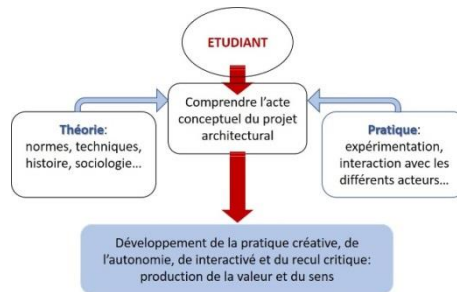 ETUDIANT
Comprendre l’acte
conceptuel du projet
architectural
Théorie:
normes, techniques,
histoire, sociologie...
Pratique:
expérimentation,
interaction avec les
différents acteurs...
Développement de la pratique créative, de
l’autonomie, de interactivé et du recul critique:
production de la valeur et du sens